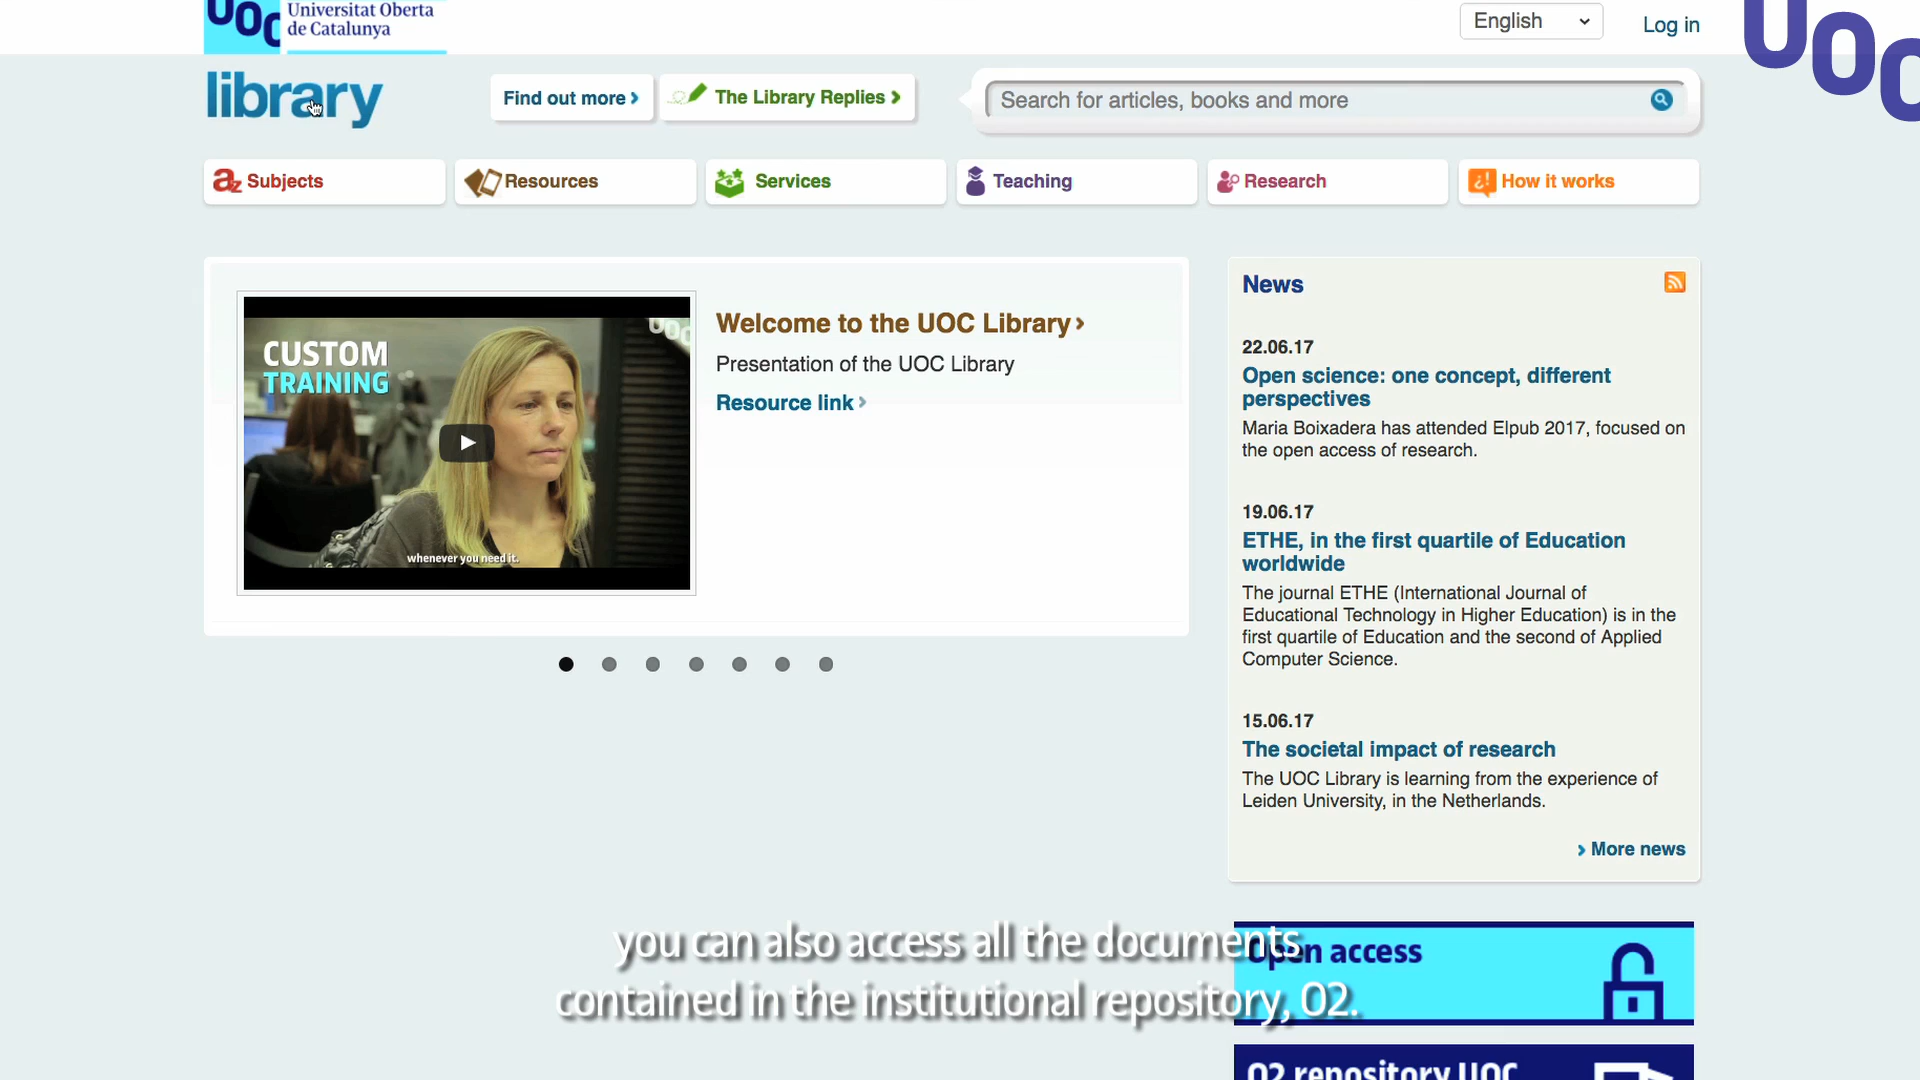 UOC
Universitat Oberta
de Catalunya
English
Log in
UOC
library
Find out more
The Library Replies
Search for articles, books and more
az Subjects
Resources
Services
Teaching
Research
¿! How it works
CUSTOM
TRAINING
UOC
whenever you need it.
Welcome to the UOC Library
Presentation of the UOC Library
Resource link
News
22.06.17
Open science: one concept, different
perspectives
Maria Boixadera has attended Elpub 2017, focused on
the open access of research.
19.06.17
ETHE, in the first quartile of Education
worldwide
The journal ETHE (International Journal of
Educational Technology in Higher Education) is in the
first quartile of Education and the second of Applied
Computer Science.
15.06.17
The societal impact of research
The UOC Library is learning from the experience of
Leiden University, in the Netherlands.
More news
Open access
you can also access all the documents
contained in the institutional repository, O2.
O2 repository UOC